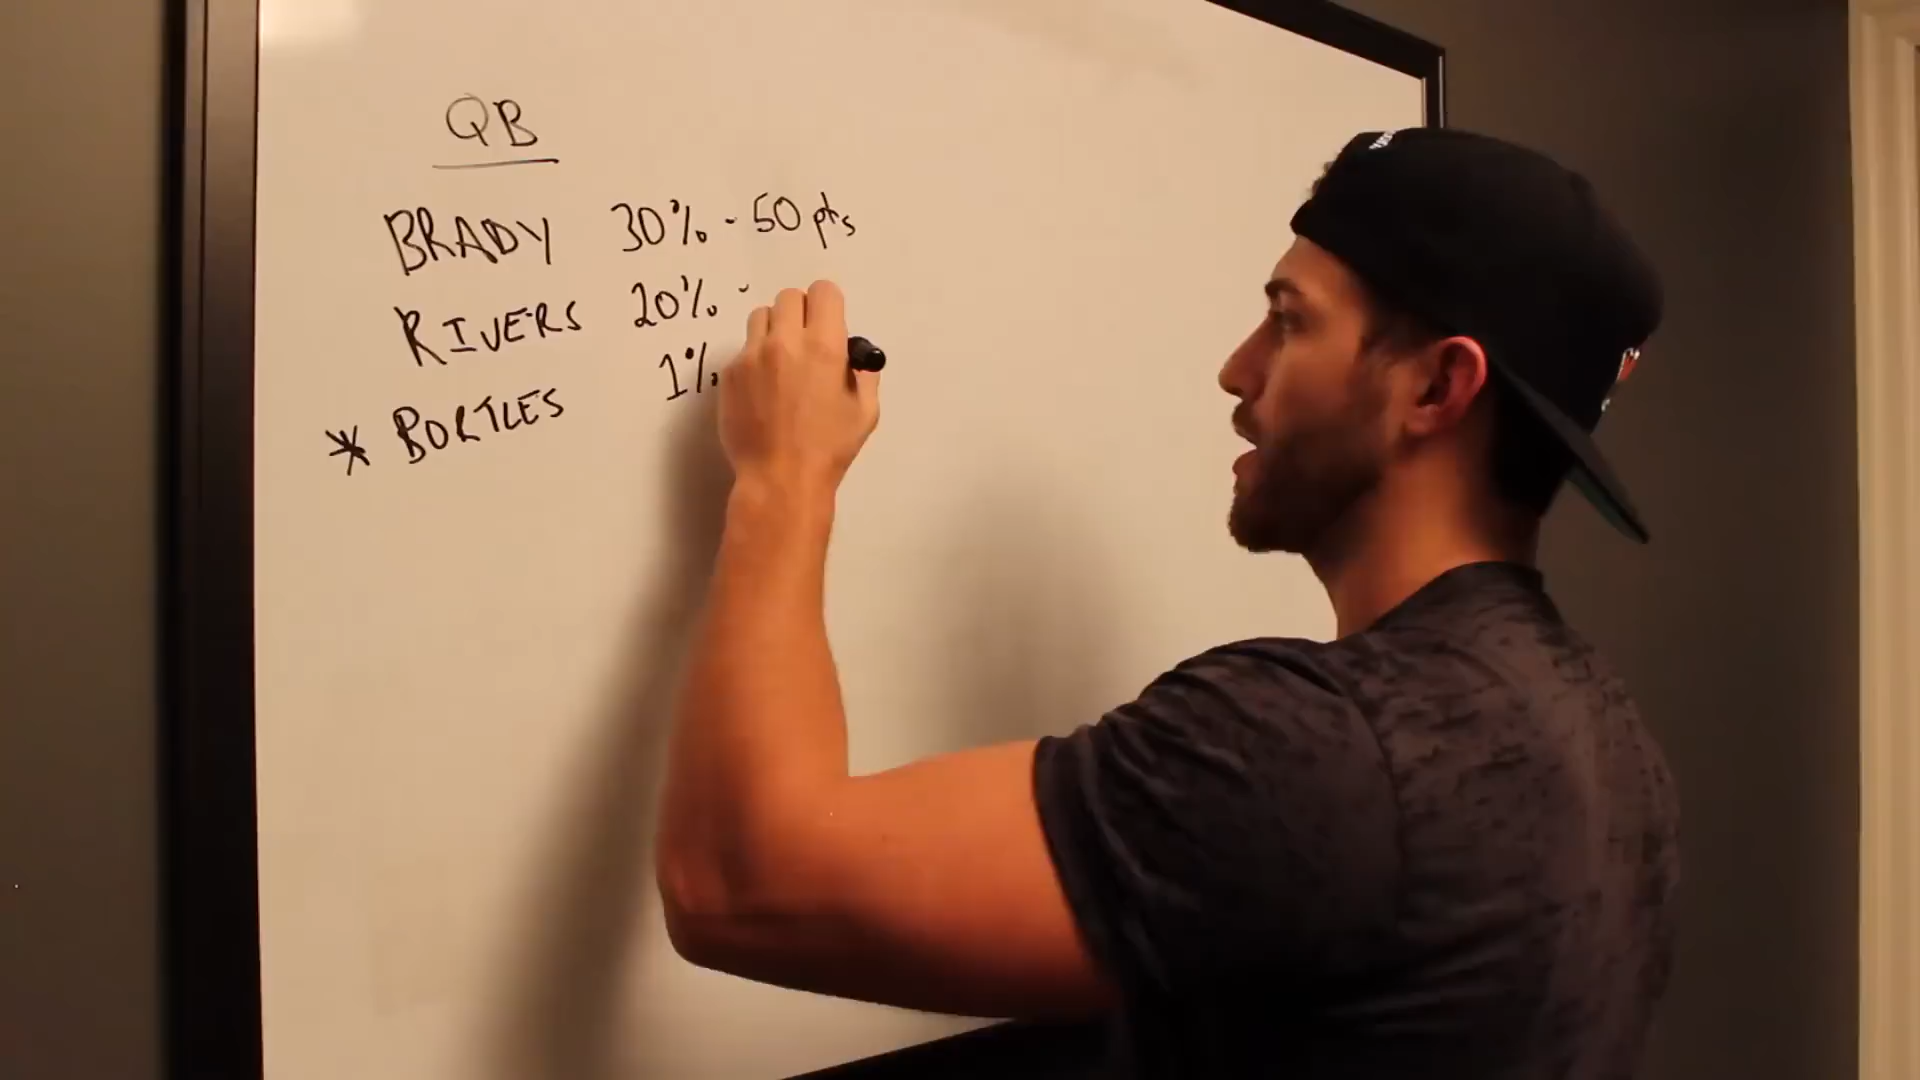 QB
BRADY 30% - 50 pts
RIVERS 20% -
* BORTLES 1%